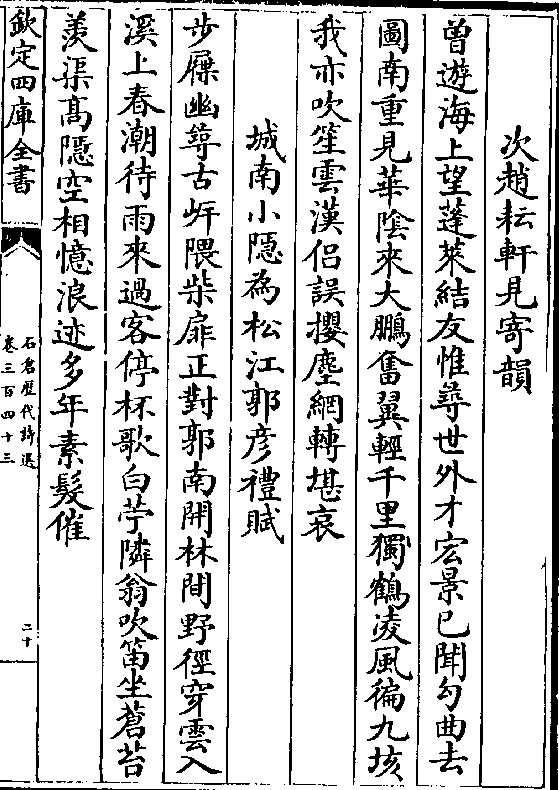 次趙耘軒見寄韻
曾遊海上望蓬萊結友惟尋世外才宏景已聞勾曲去
圖南重見華陰來大鵬奮翼輕千里獨鶴凌風徧九垓
我亦吹笙雲漢侶誤攖塵網轉堪哀
城南小隠為松江郭彦禮賦
步屧幽尋古岸隈柴扉正對郭南開林間野徑穿雲入
溪上春潮待雨來過客停杯歌白苧隣翁吹笛坐蒼苔
羡渠髙隠空相憶浪迹多年素髮催
欽定四庫全書
石倉歷代詩選
卷三百四十三
二十